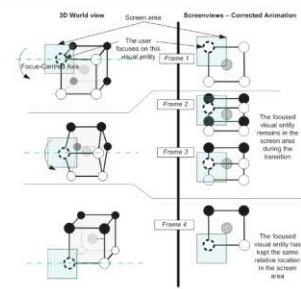 3D World view
Screen area
Screenviews – Corrected Animation
The user
focuses on this
visual entity
Focus-Centred Axis
Frame 1
Frame 2
The focused
visual entity
remains in the
screen area
during the
transition
Frame 3
Frame 4
The focused
visual entity has
kept the same
relative location
in the screen
area